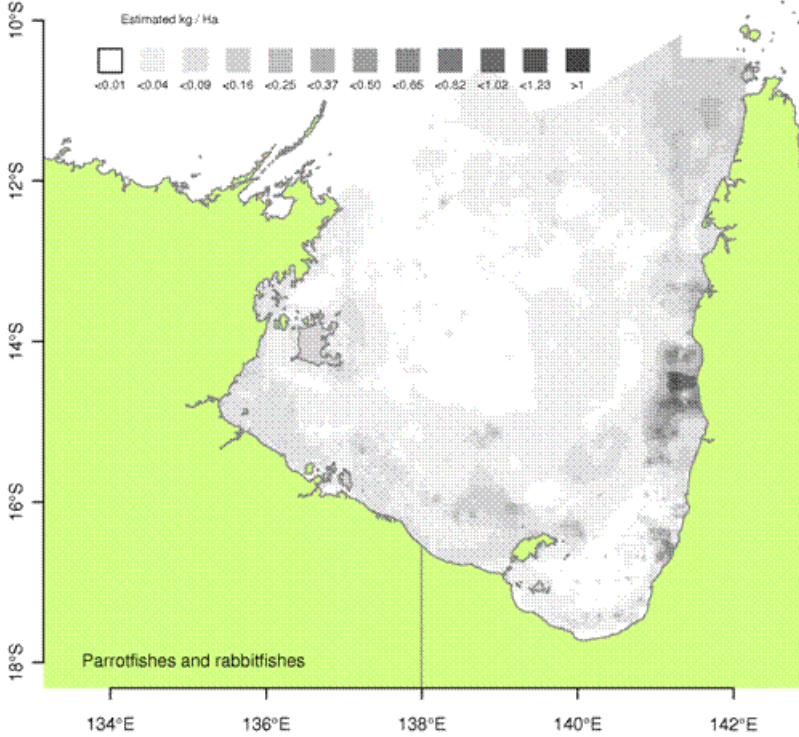 Estimated kg / Ha
<0.01 <0.04 <0.09 <0.16 <0.25 <0.37 <0.50 <0.65 <0.82 <1.02 <1.23 >1
10°S
12°S
14°S
16°S
18°S
Parrotfishes and rabbitfishes
134°E 136°E 138°E 140°E 142°E